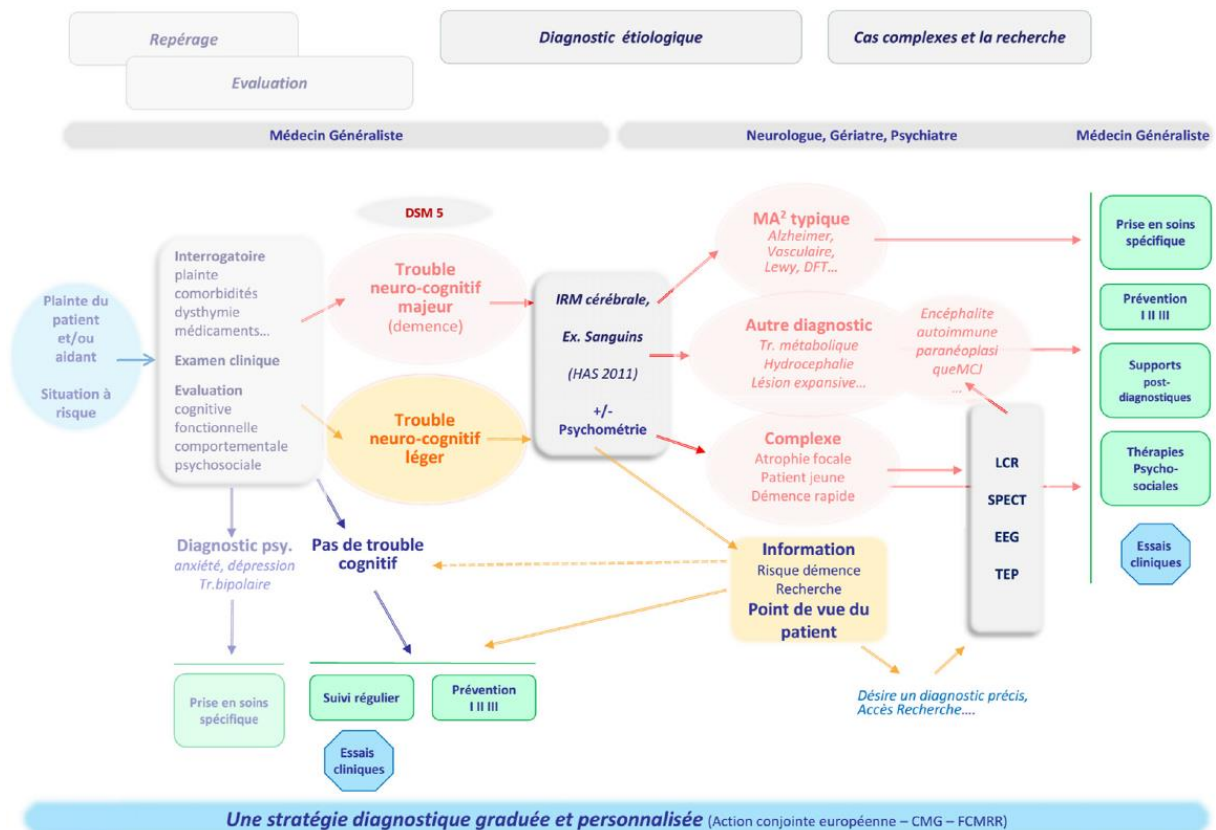 Repérage
Evaluation
Diagnostic étiologique
Cas complexes et la recherche
Médecin Généraliste
Neurologue, Gériatre, Psychiatre
Médecin Généraliste
DSM 5
Plainte du
patient
et/ou
aidant
Situation à
risque
Interrogatoire
plainte
comorbidités
dysthymie
médicaments...
Examen clinique
Evaluation
cognitive
fonctionnelle
comportementale
psychosociale
Trouble
neuro-cognitif
majeur
(demence)
Trouble
neuro-cognitif
léger
IRM cérébrale,
Ex. Sanguins
(HAS 2011)
+/-
Psychométrie
MA² typique
Alzheimer,
Vasculaire,
Lewy, DFT...
Autre diagnostic
Tr. métabolique
Hydrocephalie
Lésion expansive...
Complexe
Atrophie focale
Patient jeune
Démence rapide
Encéphalite
autoimmune
paranéoplasi
queMCJ
...
LCR
SPECT
EEG
TEP
Prise en soins
spécifique
Prévention
I II III
Supports
post-
diagnostiques
Thérapies
Psycho-
sociales
Essais
cliniques
Diagnostic psy.
anxiété, dépression
Tr.bipolaire
Pas de trouble
cognitif
Information
Risque démence
Recherche
Point de vue du
patient
Désire un diagnostic précis,
Accès Recherche....
Prise en soins
spécifique
Suivi régulier
Prévention
I II III
Essais
cliniques
Une stratégie diagnostique graduée et personnalisée (Action conjointe européenne – CMG – FCMRR)